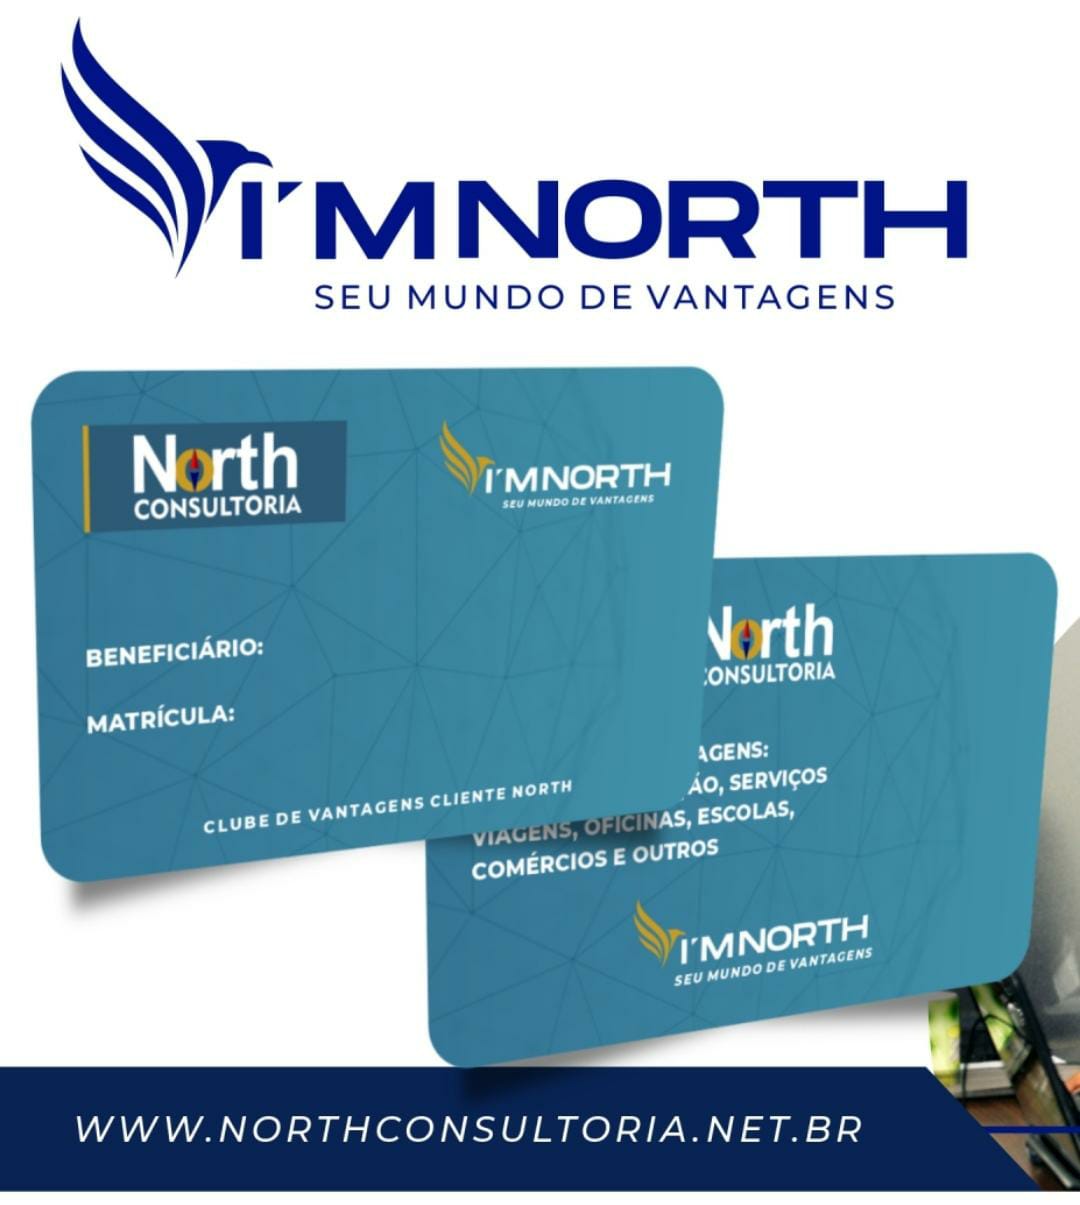 I'M NORTH
SEU MUNDO DE VANTAGENS
North
CONSULTORIA
I'M NORTH
SEU MUNDO DE VANTAGENS
BENEFICIÁRIO:
MATRÍCULA:
CLUBE DE VANTAGENS CLIENTE NORTH
North
CONSULTORIA
AGENS:
ÃO, SERVIÇOS
VIAGENS, OFICINAS, ESCOLAS,
COMÉRCIOS E OUTROS
I'M NORTH
SEU MUNDO DE VANTAGENS
WWW.NORTHCONSULTORIA.NET.BR